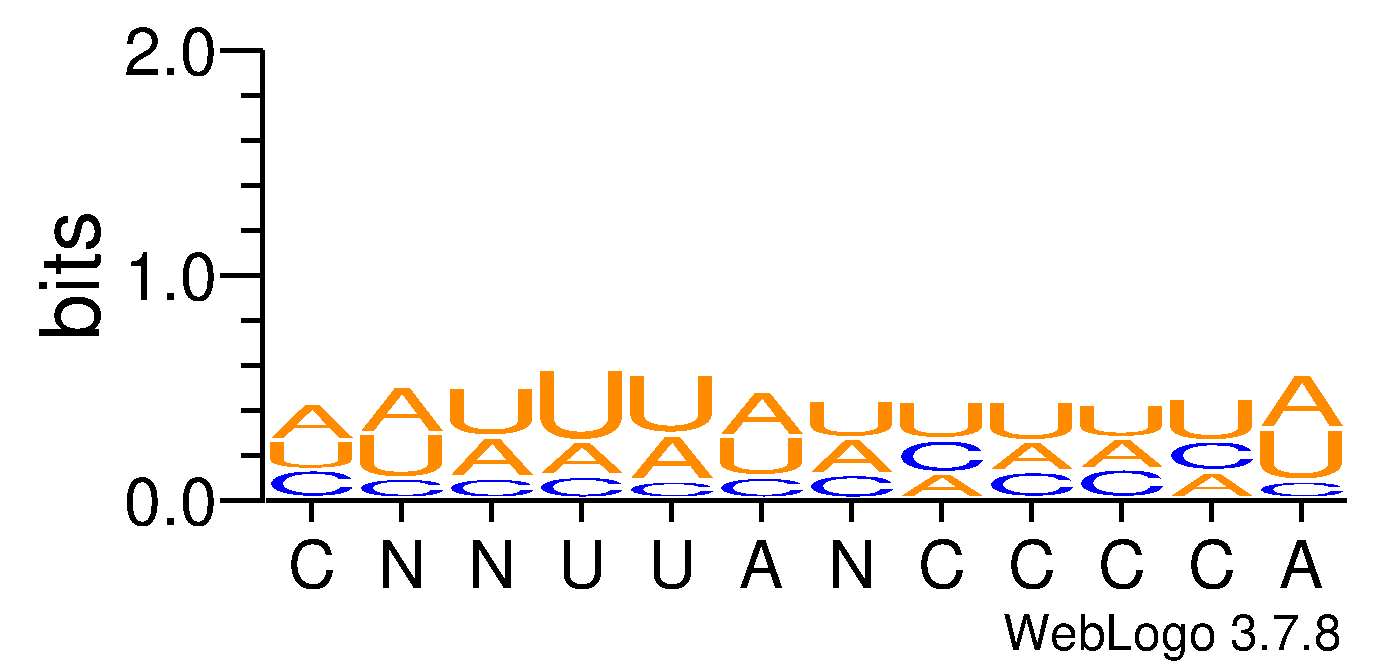 2.0
bits
1.0
0.0
A A U U U A U U U U U A
U U A A A U A C A A C U
C C C C C C C A C C A C
C N N U U A N C C C C A
WebLogo 3.7.8